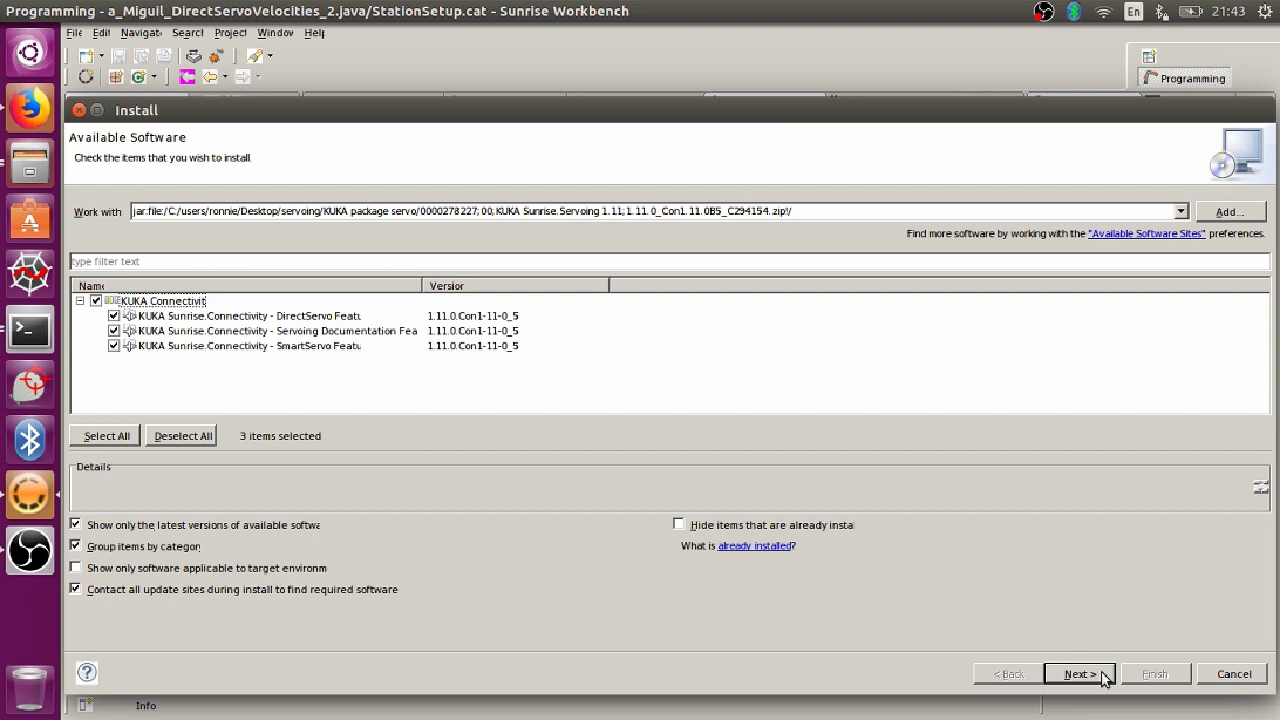 Programming - a_Miguil_DirectServoVelocities_2.java/StationSetup.cat - Sunrise Workbench
En
21:43
File Edit Navigat Search Project Window Help
Programming
Install
Available Software
Check the items that you wish to install.
Work with
jar:file:/C:/users/ronnie/Desktop/servoing/KUKA package servo/0000278227;00;KUKA Sunrise.Servoing 1.11;1.11.0_Con1.11.0B5_C294154.zip!/
Add...
Find more software by working with the "Available Software Sites" preferences.
type filter text
Name Version
KUKA Connectivit
KUKA Sunrise.Connectivity - DirectServo Featu 1.11.0.Con1-11-0_5
KUKA Sunrise.Connectivity - Servoing Documentation Fea 1.11.0.Con1-11-0_5
KUKA Sunrise.Connectivity - SmartServo Featu 1.11.0.Con1-11-0_5
Select All Deselect All 3 items selected
Details
Show only the latest versions of available softwa
Hide items that are already instal
Group items by categor
What is already installed?
Show only software applicable to target environm
Contact all update sites during install to find required software
? < Back Next > Finish Cancel
Info